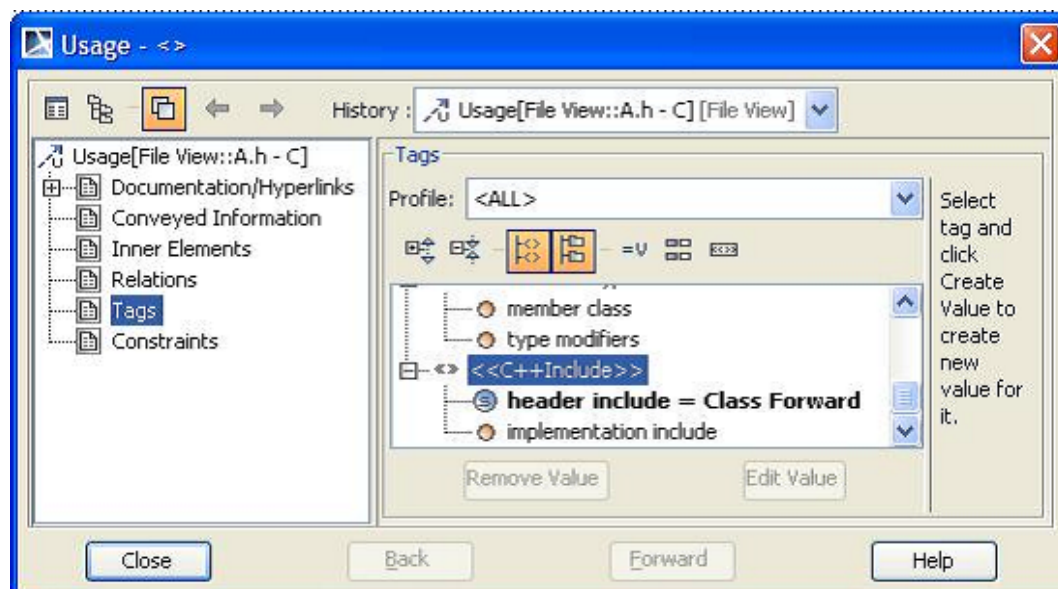 Usage - <>
History : Usage[File View::A.h - C] [File View]
Usage[File View::A.h - C]
Documentation/Hyperlinks
Conveyed Information
Inner Elements
Relations
Tags
Constraints
Tags
Profile: <ALL>
=V
member class
type modifiers
<<C++Include>>
header include = Class Forward
implementation include
Remove Value
Edit Value
Select
tag and
click
Create
Value to
create
new
value for
it.
Close
Back
Forward
Help